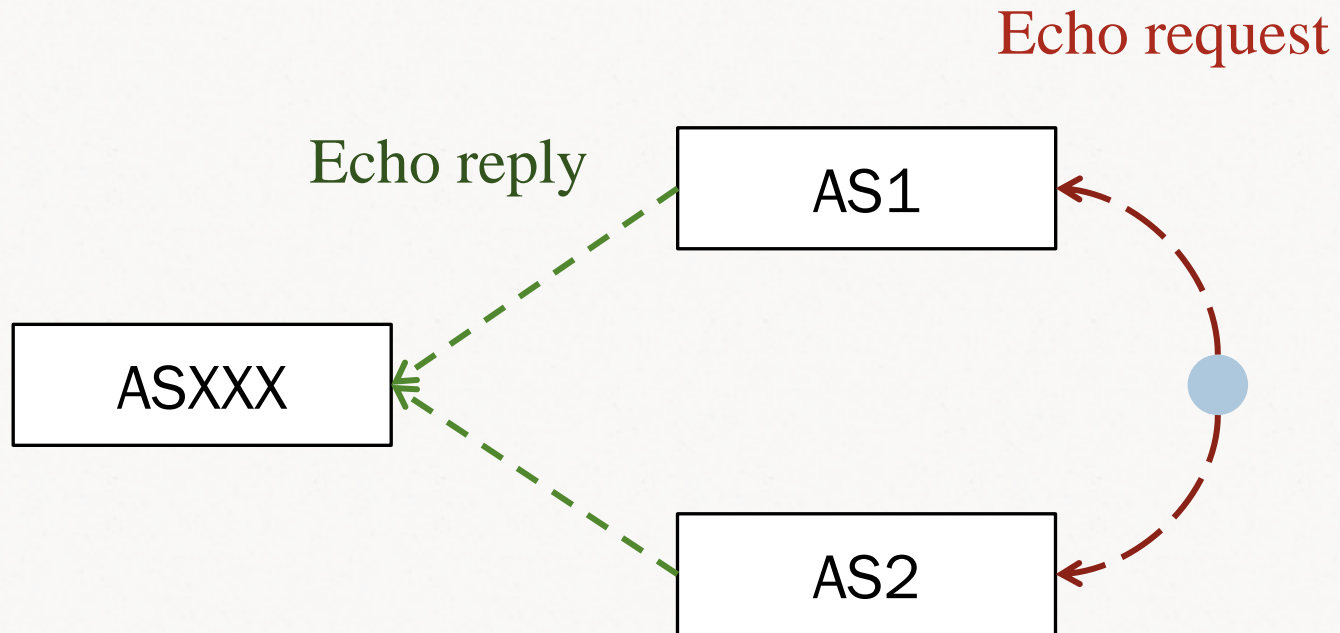 Echo request
Echo reply
AS1
ASXXX
AS2